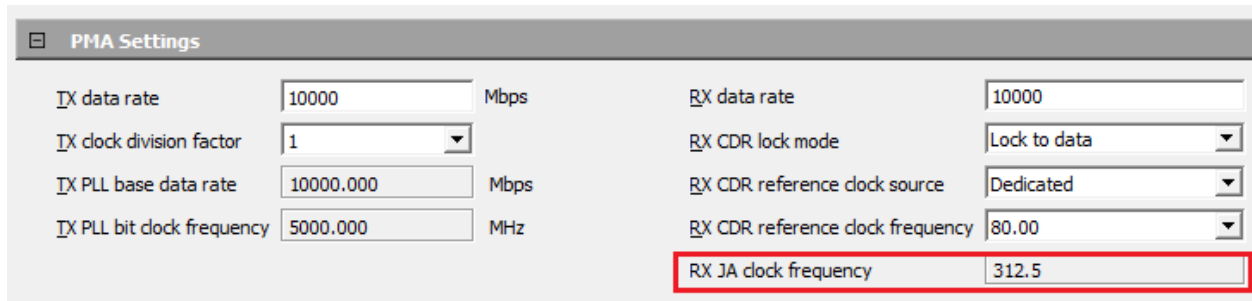 PMA Settings
TX data rate 10000 Mbps RX data rate 10000
TX clock division factor 1 RX CDR lock mode Lock to data
TX PLL base data rate 10000.000 Mbps RX CDR reference clock source Dedicated
TX PLL bit clock frequency 5000.000 MHz RX CDR reference clock frequency 80.00
RX JA clock frequency 312.5